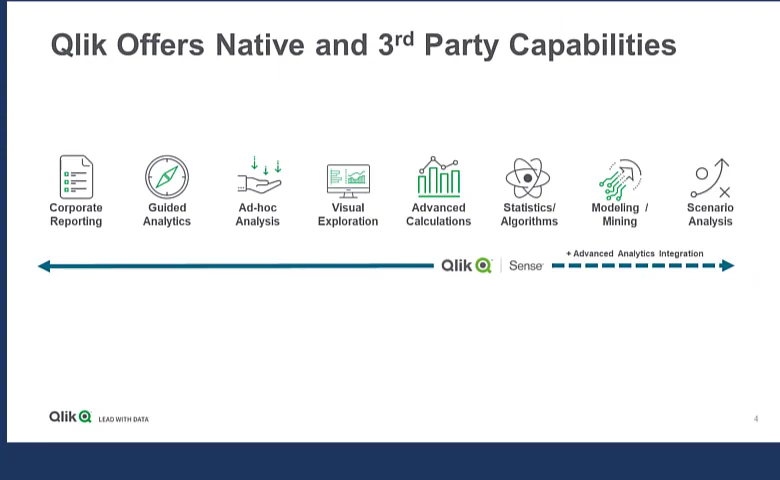 Qlik Offers Native and 3rd Party Capabilities
Corporate Reporting
Guided Analytics
Ad-hoc Analysis
Visual Exploration
Advanced Calculations
Statistics/ Algorithms
Modeling / Mining
Scenario Analysis
+ Advanced Analytics Integration
Qlik Sense
Qlik LEAD WITH DATA
4